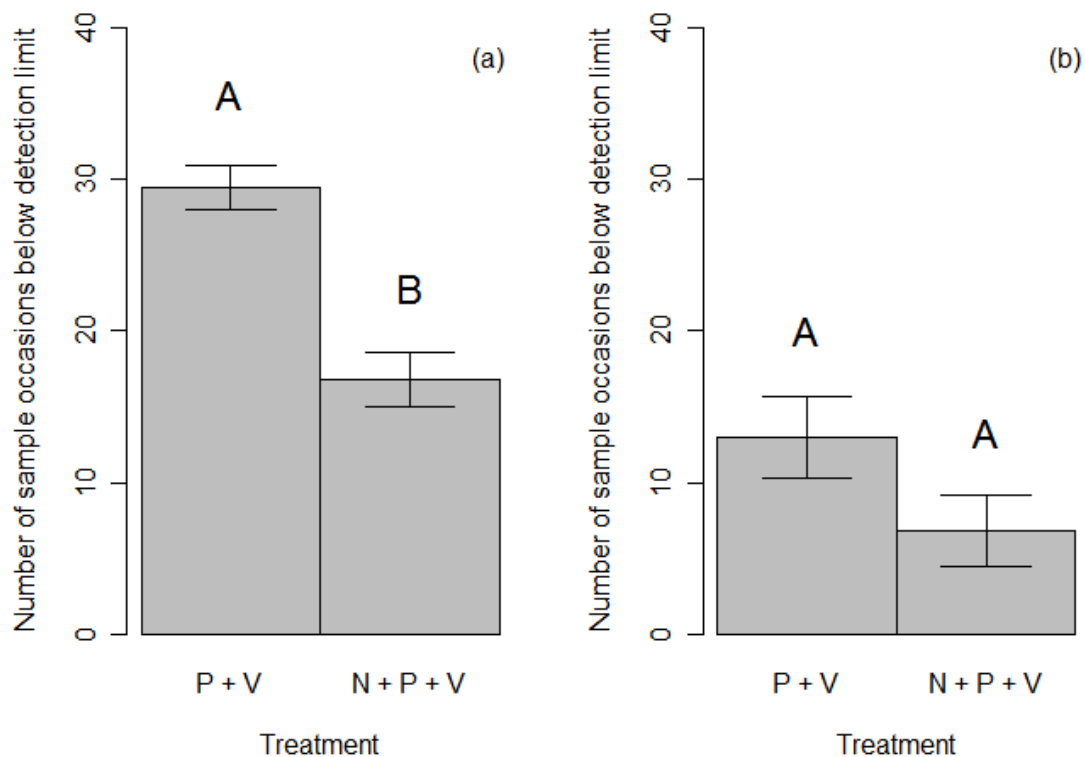 (a)
Number of sample occasions below detection limit
40
30
20
10
0
A
B
P + V
N + P + V
Treatment
(b)
Number of sample occasions below detection limit
40
30
20
10
0
A
A
P + V
N + P + V
Treatment